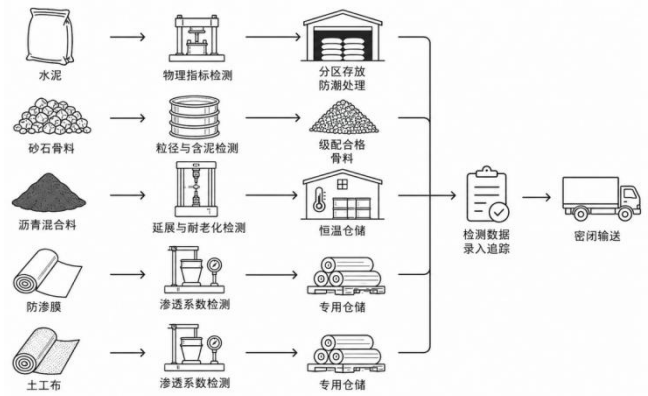 水泥
物理指标检测
分区存放
防潮处理
砂石骨料
粒径与含泥检测
级配合格
骨料
沥青混合料
延展与耐老化检测
恒温仓储
检测数据
录入追踪
密闭输送
防渗膜
渗透系数检测
专用仓储
土工布
渗透系数检测
专用仓储